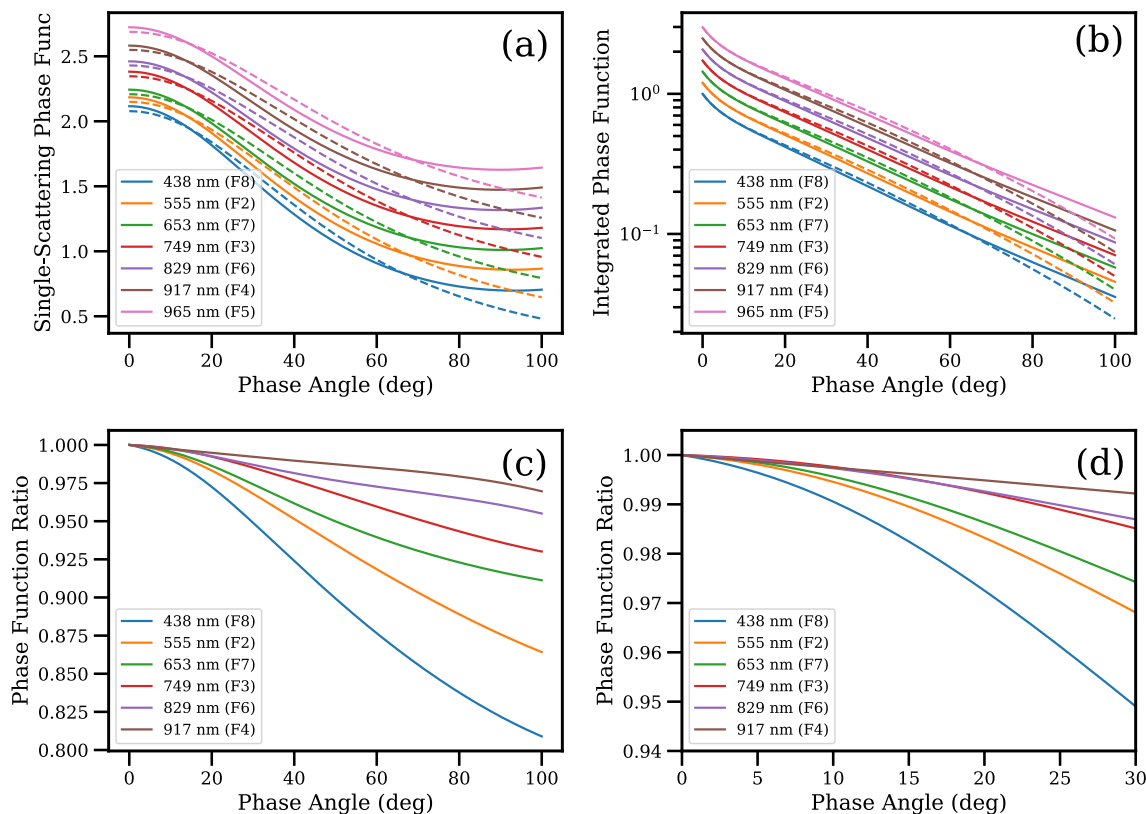 Single-Scattering Phase Func
2.5
2.0
1.5
1.0
0.5
(a)
438 nm (F8)
555 nm (F2)
653 nm (F7)
749 nm (F3)
829 nm (F6)
917 nm (F4)
965 nm (F5)
0 20 40 60 80 100
Phase Angle (deg)
Integrated Phase Function
10⁰
10⁻¹
(b)
438 nm (F8)
555 nm (F2)
653 nm (F7)
749 nm (F3)
829 nm (F6)
917 nm (F4)
965 nm (F5)
0 20 40 60 80 100
Phase Angle (deg)
Phase Function Ratio
1.000
0.975
0.950
0.925
0.900
0.875
0.850
0.825
0.800
(c)
438 nm (F8)
555 nm (F2)
653 nm (F7)
749 nm (F3)
829 nm (F6)
917 nm (F4)
0 20 40 60 80 100
Phase Angle (deg)
Phase Function Ratio
1.00
0.99
0.98
0.97
0.96
0.95
0.94
(d)
438 nm (F8)
555 nm (F2)
653 nm (F7)
749 nm (F3)
829 nm (F6)
917 nm (F4)
0 5 10 15 20 25 30
Phase Angle (deg)